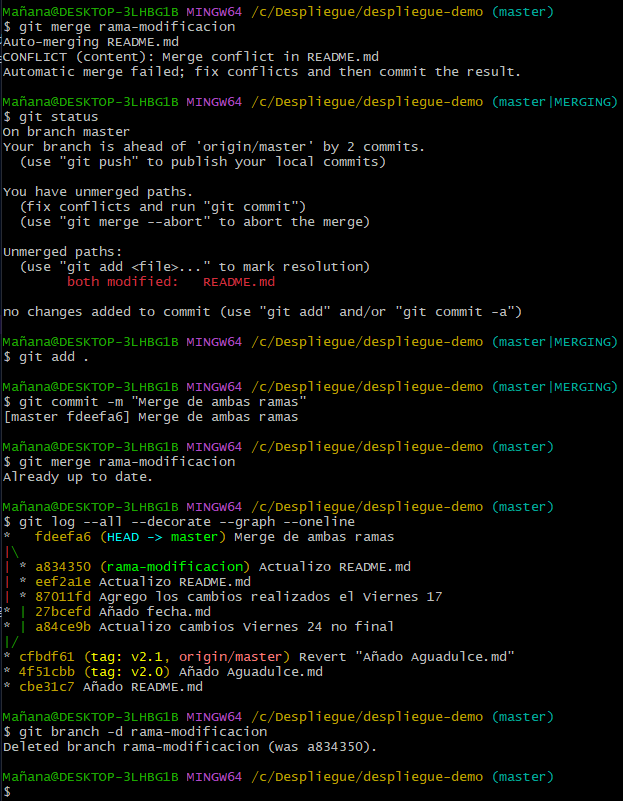 Mañana@DESKTOP-3LHBG1B MINGW64 /c/Despliegue/despliegue-demo (master)
$ git merge rama-modificacion
Auto-merging README.md
CONFLICT (content): Merge conflict in README.md
Automatic merge failed; fix conflicts and then commit the result.

Mañana@DESKTOP-3LHBG1B MINGW64 /c/Despliegue/despliegue-demo (master|MERGING)
$ git status
On branch master
Your branch is ahead of 'origin/master' by 2 commits.
  (use "git push" to publish your local commits)

You have unmerged paths.
  (fix conflicts and run "git commit")
  (use "git merge --abort" to abort the merge)

Unmerged paths:
  (use "git add <file>..." to mark resolution)
        both modified:   README.md

no changes added to commit (use "git add" and/or "git commit -a")

Mañana@DESKTOP-3LHBG1B MINGW64 /c/Despliegue/despliegue-demo (master|MERGING)
$ git add .

Mañana@DESKTOP-3LHBG1B MINGW64 /c/Despliegue/despliegue-demo (master|MERGING)
$ git commit -m "Merge de ambas ramas"
[master fdeefa6] Merge de ambas ramas

Mañana@DESKTOP-3LHBG1B MINGW64 /c/Despliegue/despliegue-demo (master)
$ git merge rama-modificacion
Already up to date.

Mañana@DESKTOP-3LHBG1B MINGW64 /c/Despliegue/despliegue-demo (master)
$ git log --all --decorate --graph --oneline
*   fdeefa6 (HEAD -> master) Merge de ambas ramas
|\
| * a834350 (rama-modificacion) Actualizo README.md
| * eef2a1e Actualizo README.md
| * 87011fd Agrego los cambios realizados el Viernes 17
* | 27bcefd Añado fecha.md
* | a84ce9b Actualizo cambios Viernes 24 no final
|/
* cfbdf61 (tag: v2.1, origin/master) Revert "Añado Aguadulce.md"
* 4f51cbb (tag: v2.0) Añado Aguadulce.md
* cbe31c7 Añado README.md

Mañana@DESKTOP-3LHBG1B MINGW64 /c/Despliegue/despliegue-demo (master)
$ git branch -d rama-modificacion
Deleted branch rama-modificacion (was a834350).

Mañana@DESKTOP-3LHBG1B MINGW64 /c/Despliegue/despliegue-demo (master)
$